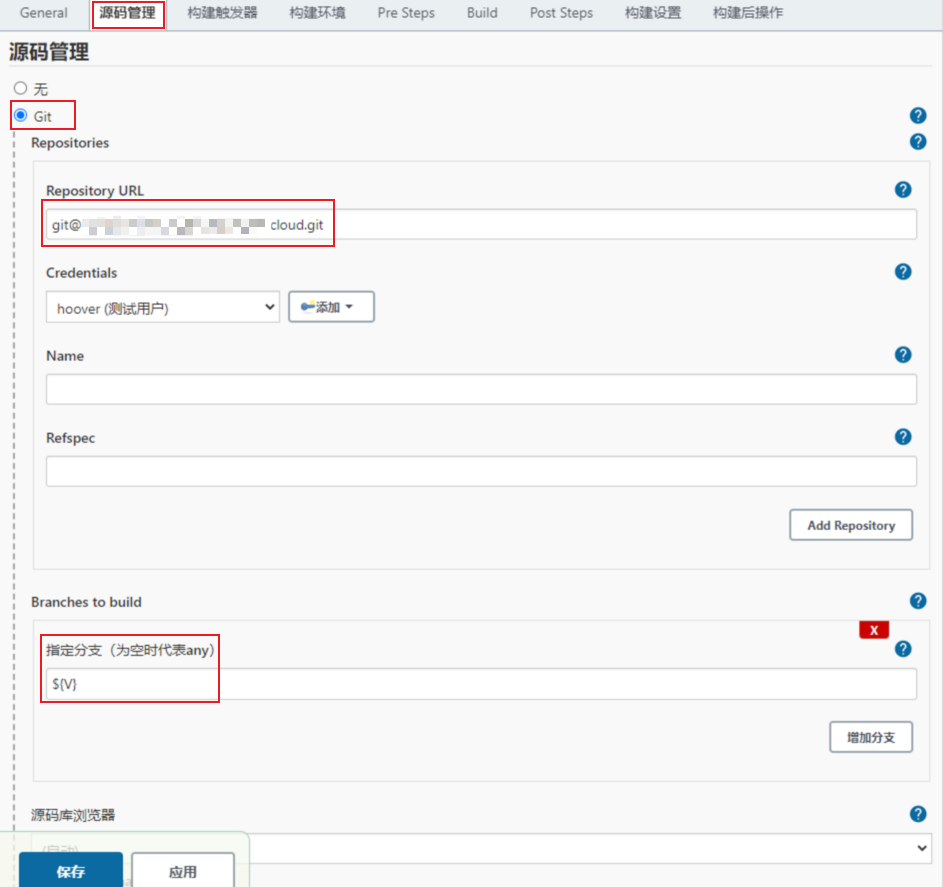 General 源码管理 构建触发器 构建环境 Pre Steps Build Post Steps 构建设置 构建后操作
源码管理
无
Git
Repositories
Repository URL
git@ cloud.git
Credentials
hoover (测试用户) 添加
Name
Refspec
Add Repository
Branches to build
X
指定分支（为空时代表any）
${V}
增加分支
源码库浏览器
(自动)
保存 应用